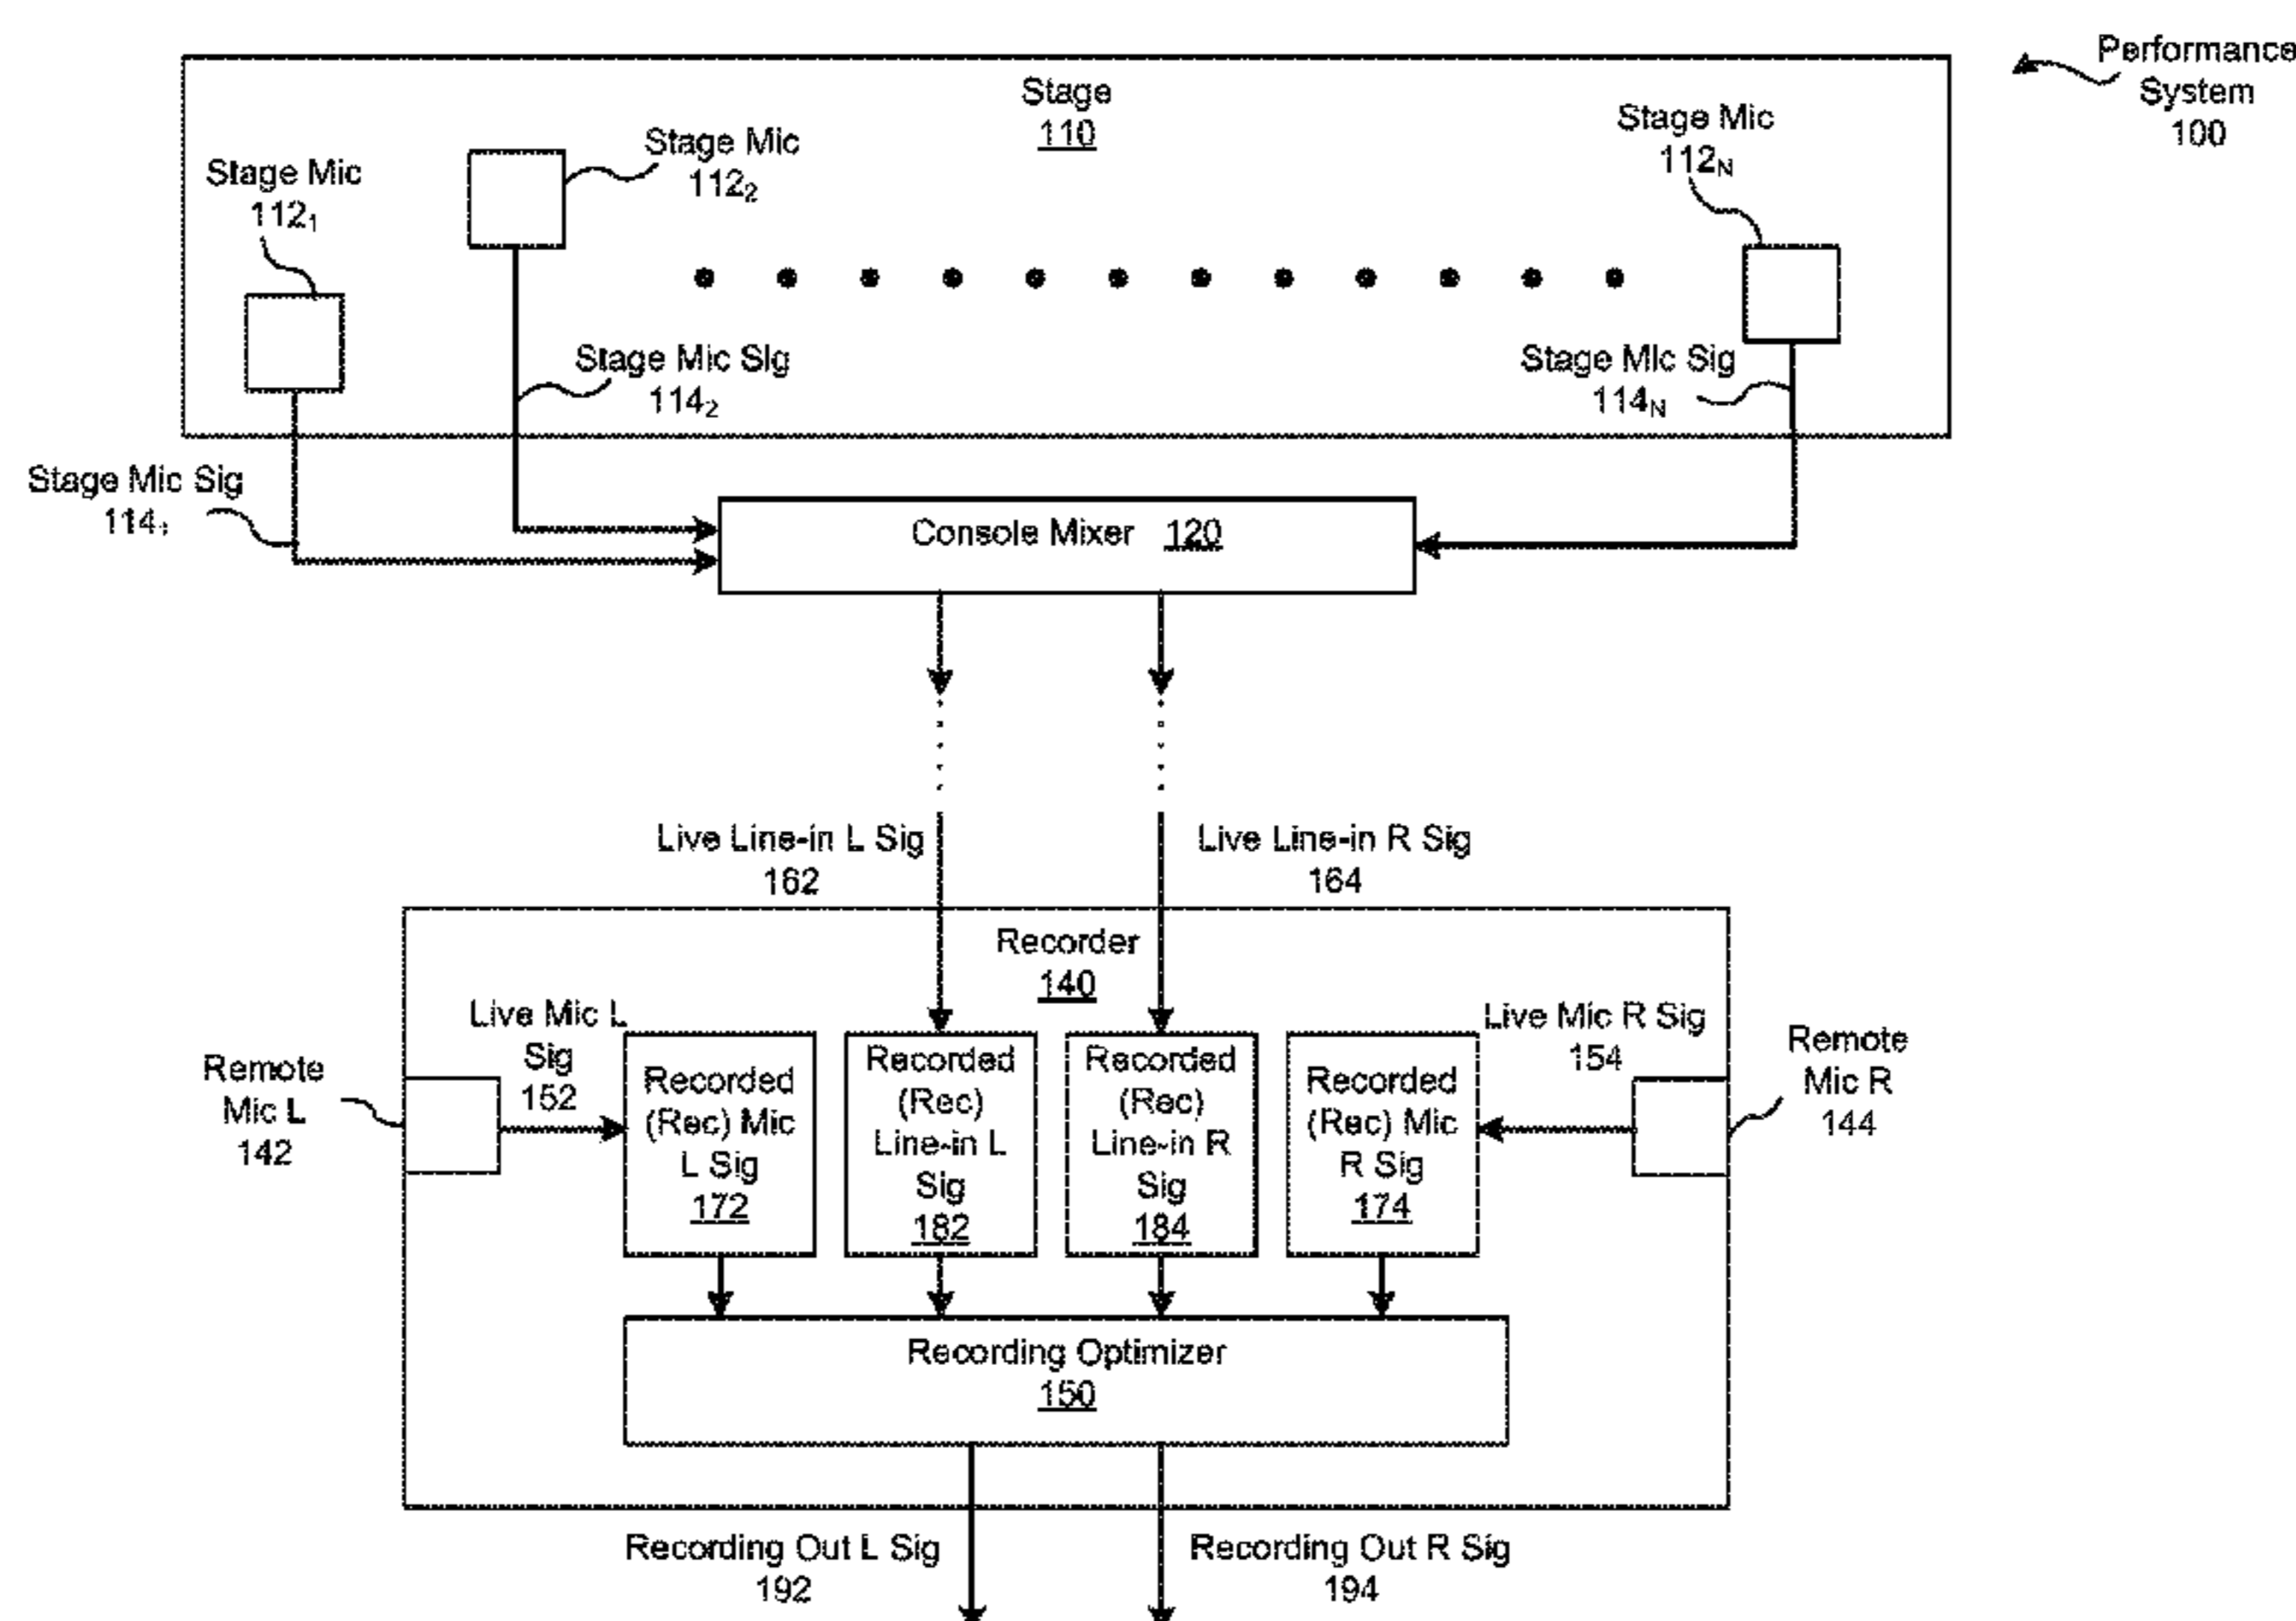 Performance
System
100
Stage
110
Stage Mic
112₁
Stage Mic
112₂
Stage Mic
112N
Stage Mic Sig
114₂
Stage Mic Sig
114N
Stage Mic Sig
114₁
Console Mixer 120
Live Line-in L Sig
162
Live Line-in R Sig
164
Recorder
140
Remote
Mic L
142
Live Mic L
Sig
152
Recorded
(Rec) Mic
L Sig
172
Recorded
(Rec)
Line-in L
Sig
182
Recorded
(Rec)
Line-in R
Sig
184
Recorded
(Rec) Mic
R Sig
174
Live Mic R Sig
154
Remote
Mic R
144
Recording Optimizer
150
Recording Out L Sig
192
Recording Out R Sig
194